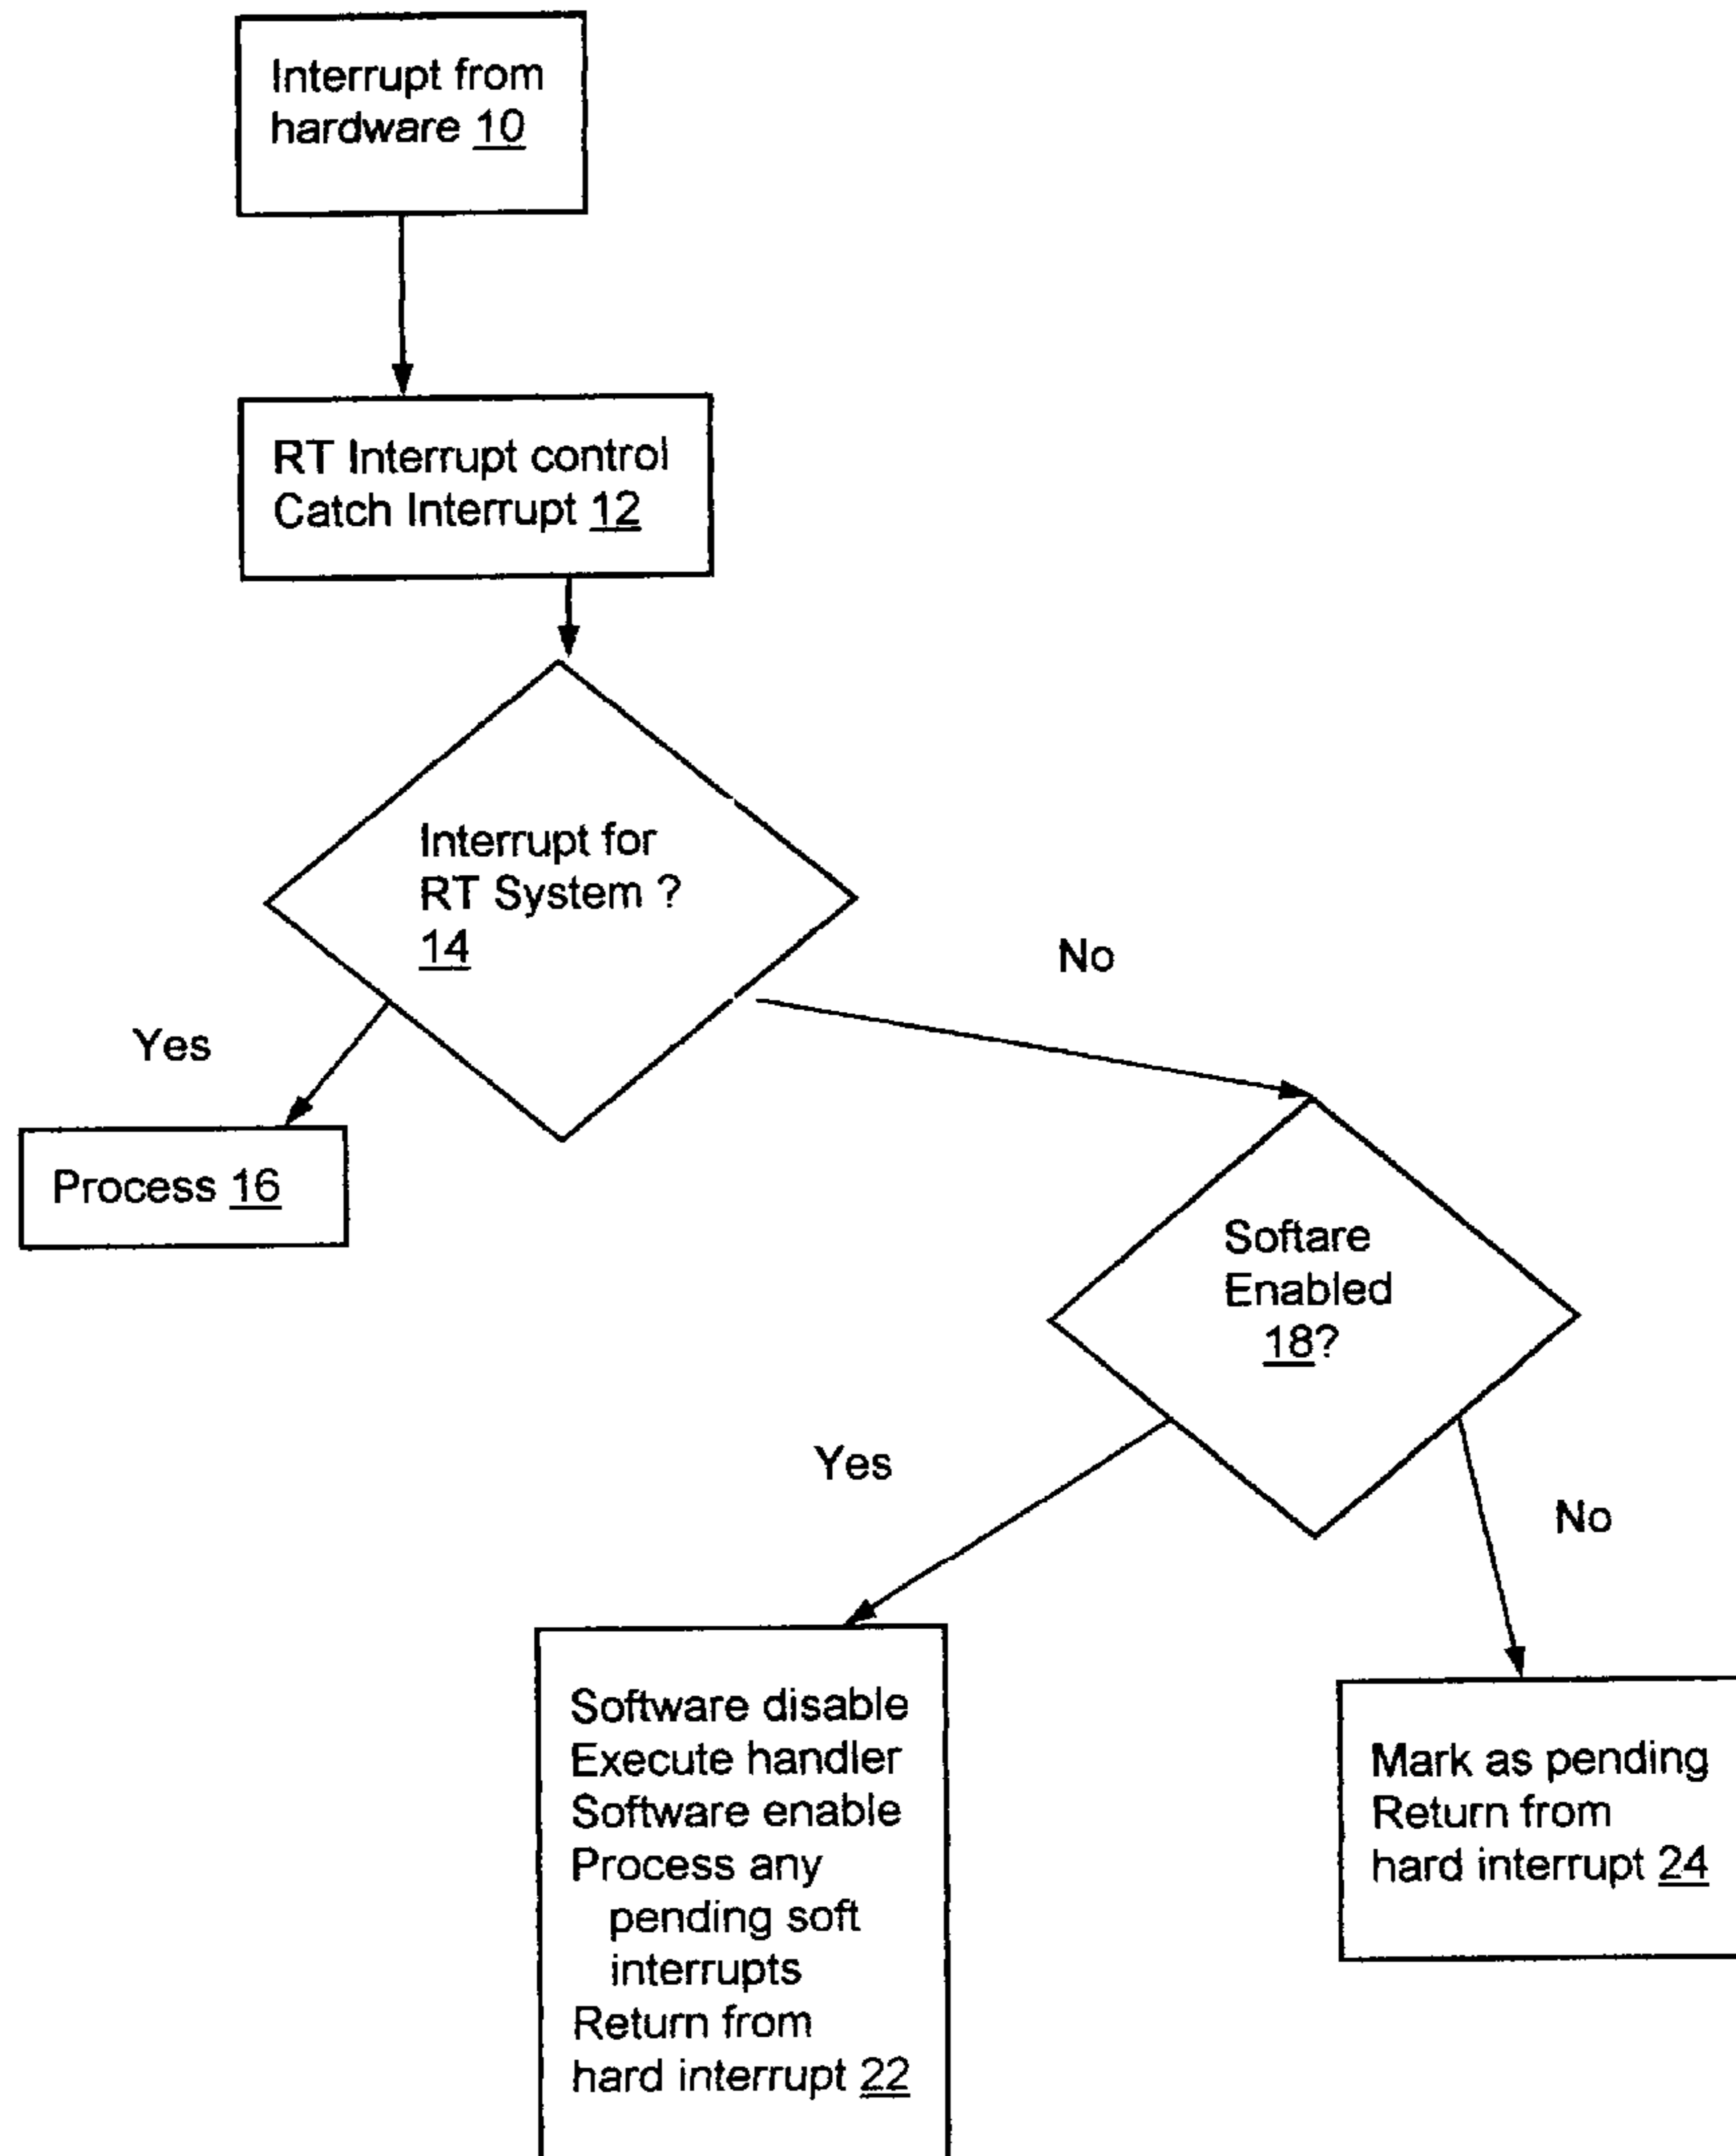 Interrupt from
hardware 10
RT Interrupt control
Catch Interrupt 12
Interrupt for
RT System ?
14
No
Yes
Process 16
Softare
Enabled
18?
Yes
No
Software disable
Execute handler
Software enable
Process any
pending soft
interrupts
Return from
hard interrupt 22
Mark as pending
Return from
hard interrupt 24